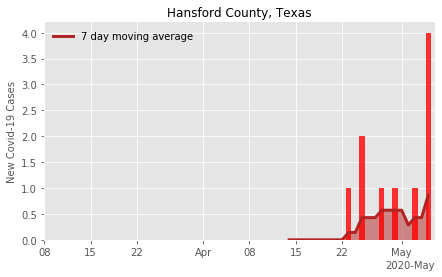 Hansford County, Texas
7 day moving average
New Covid-19 Cases
4.0
3.5
3.0
2.5
2.0
1.5
1.0
0.5
0.0
08 15 22 Apr 08 15 22 May
2020-May